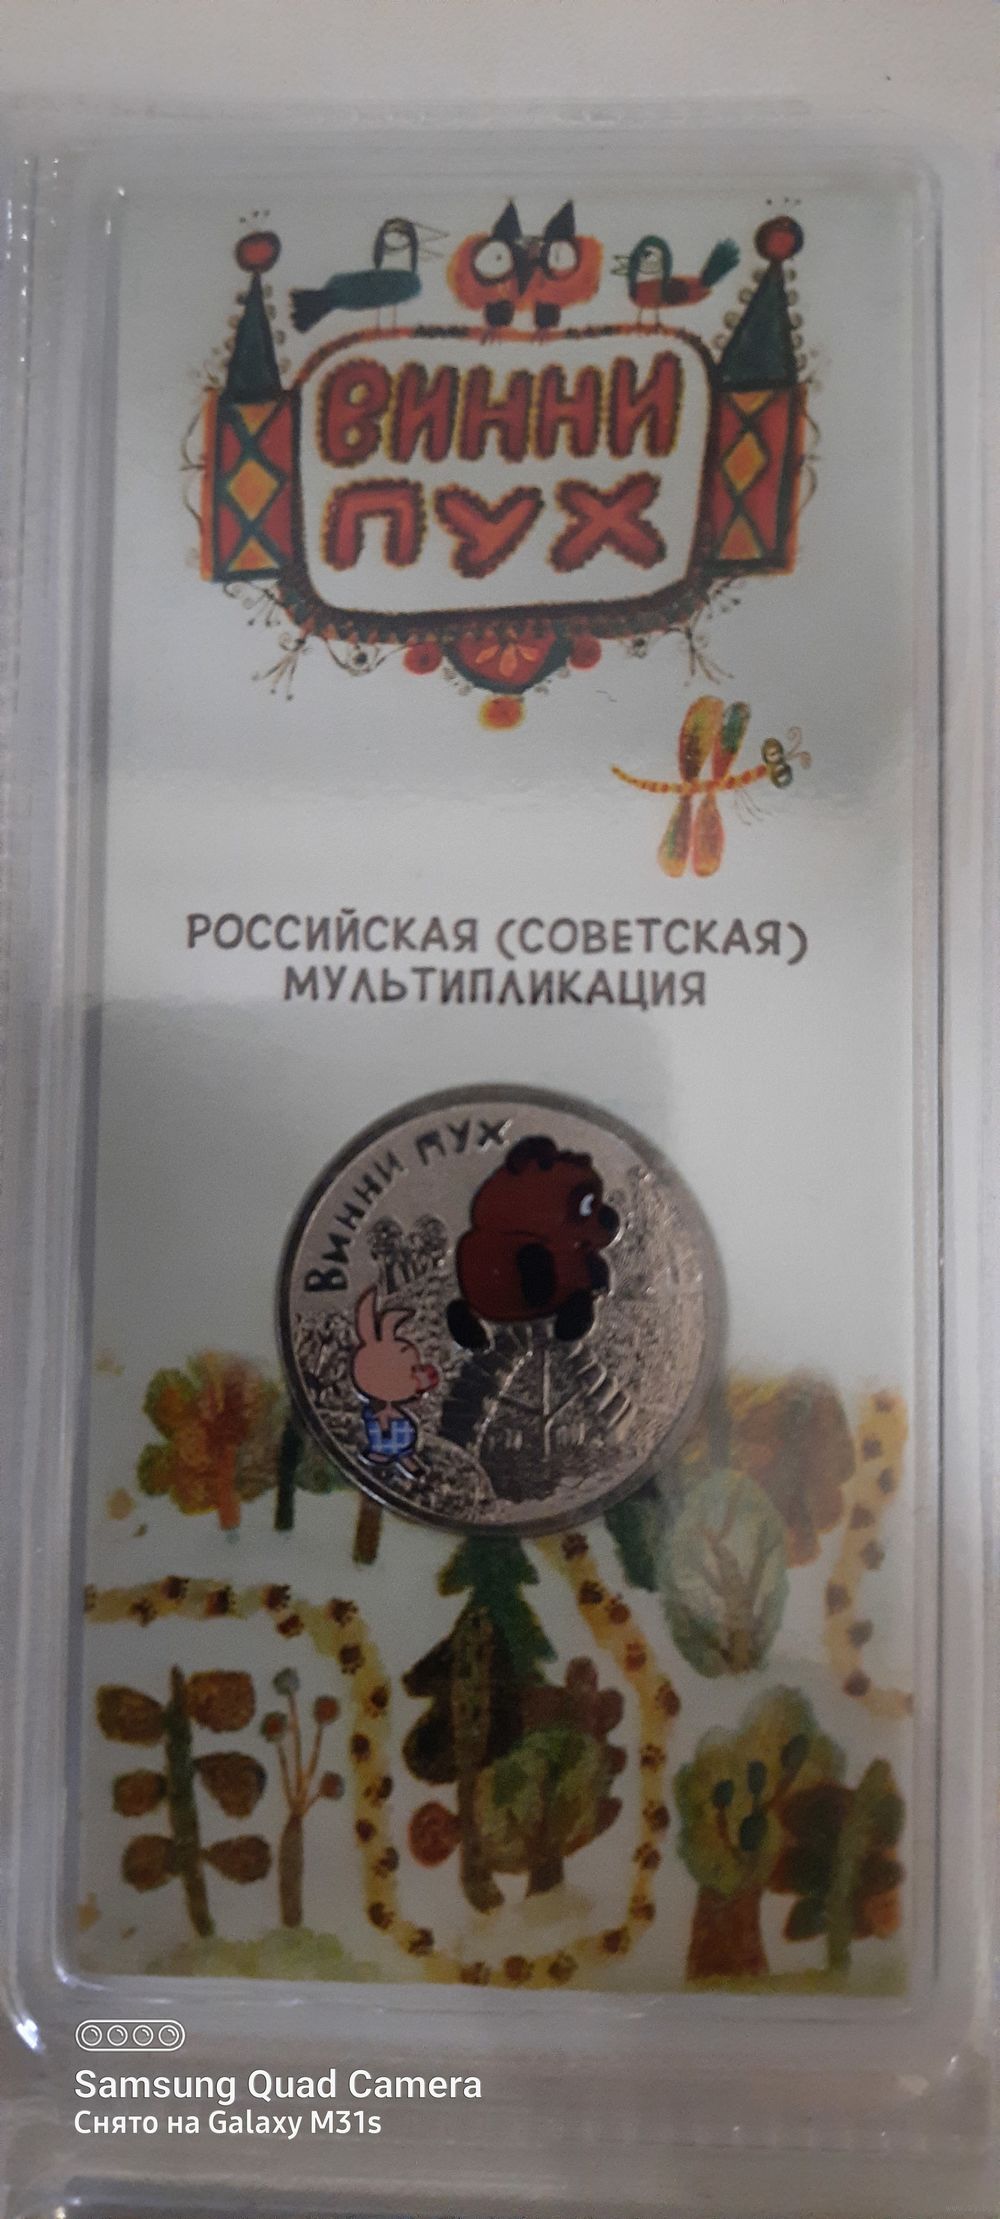 ВИННИ
ПУХ
РОССИЙСКАЯ (СОВЕТСКАЯ)
МУЛЬТИПЛИКАЦИЯ
Винни пух
Samsung Quad Camera
Снято на Galaxy M31s